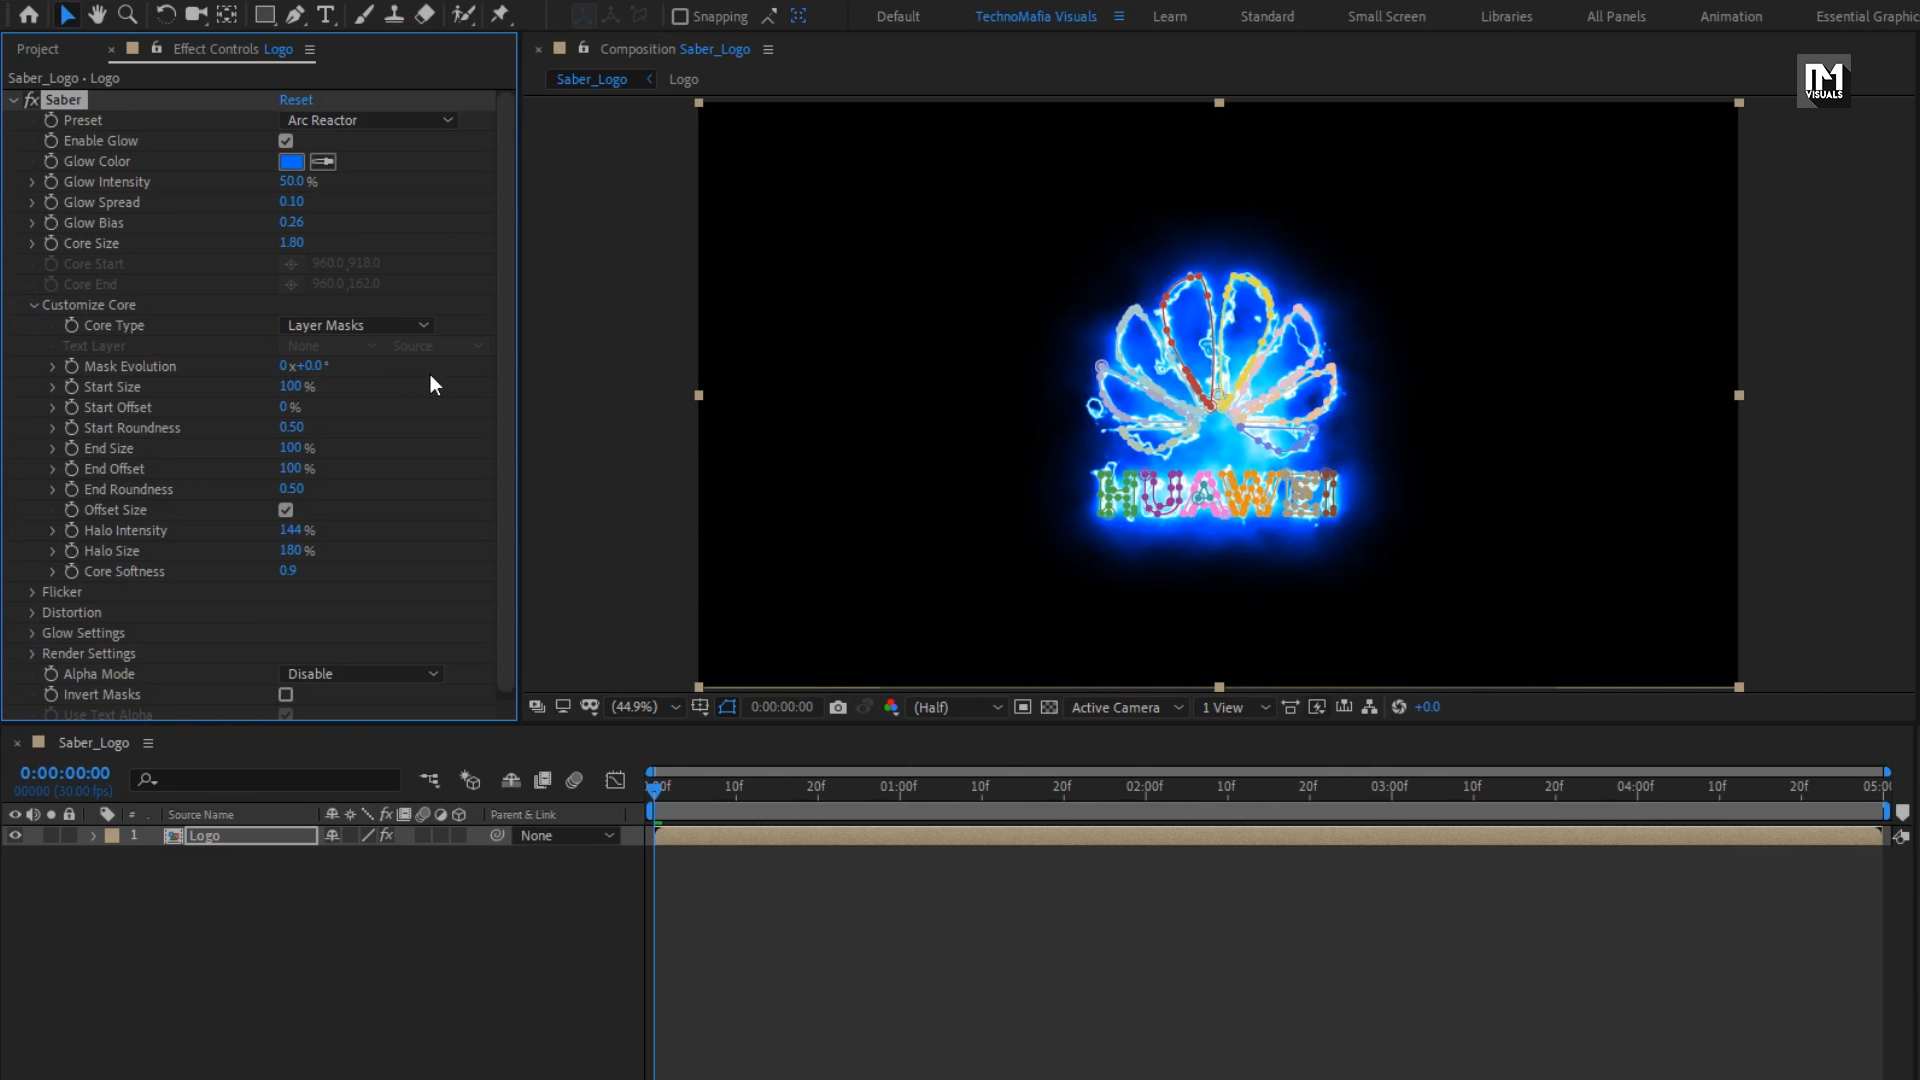 Snapping
Default
TechnoMafia Visuals
Learn
Standard
Small Screen
Libraries
All Panels
Animation
Essential Graphic
Project
Effect Controls Logo
Composition Saber_Logo
Saber_Logo • Logo
Saber_Logo
Logo
VISUALS
fx Saber
Reset
Preset
Arc Reactor
Enable Glow
Glow Color
Glow Intensity
50.0 %
Glow Spread
0.10
Glow Bias
0.26
Core Size
1.80
Core Start
960.0,918.0
Core End
960.0,162.0
Customize Core
Core Type
Layer Masks
Text Layer
None
Source
Mask Evolution
0x+0.0°
Start Size
100 %
Start Offset
0 %
Start Roundness
0.50
End Size
100 %
End Offset
100 %
End Roundness
0.50
Offset Size
Halo Intensity
144 %
Halo Size
180 %
Core Softness
0.9
Flicker
Distortion
Glow Settings
Render Settings
Alpha Mode
Disable
Invert Masks
Use Text Alpha
HUAWEI
(44.9%)
0:00:00:00
(Half)
Active Camera
1 View
+0.0
Saber_Logo
0:00:00:00
00000 (30.00 fps)
10f
20f
01:00f
10f
20f
02:00f
10f
20f
03:00f
10f
20f
04:00f
10f
20f
#
Source Name
fx
Parent & Link
1
Logo
fx
None